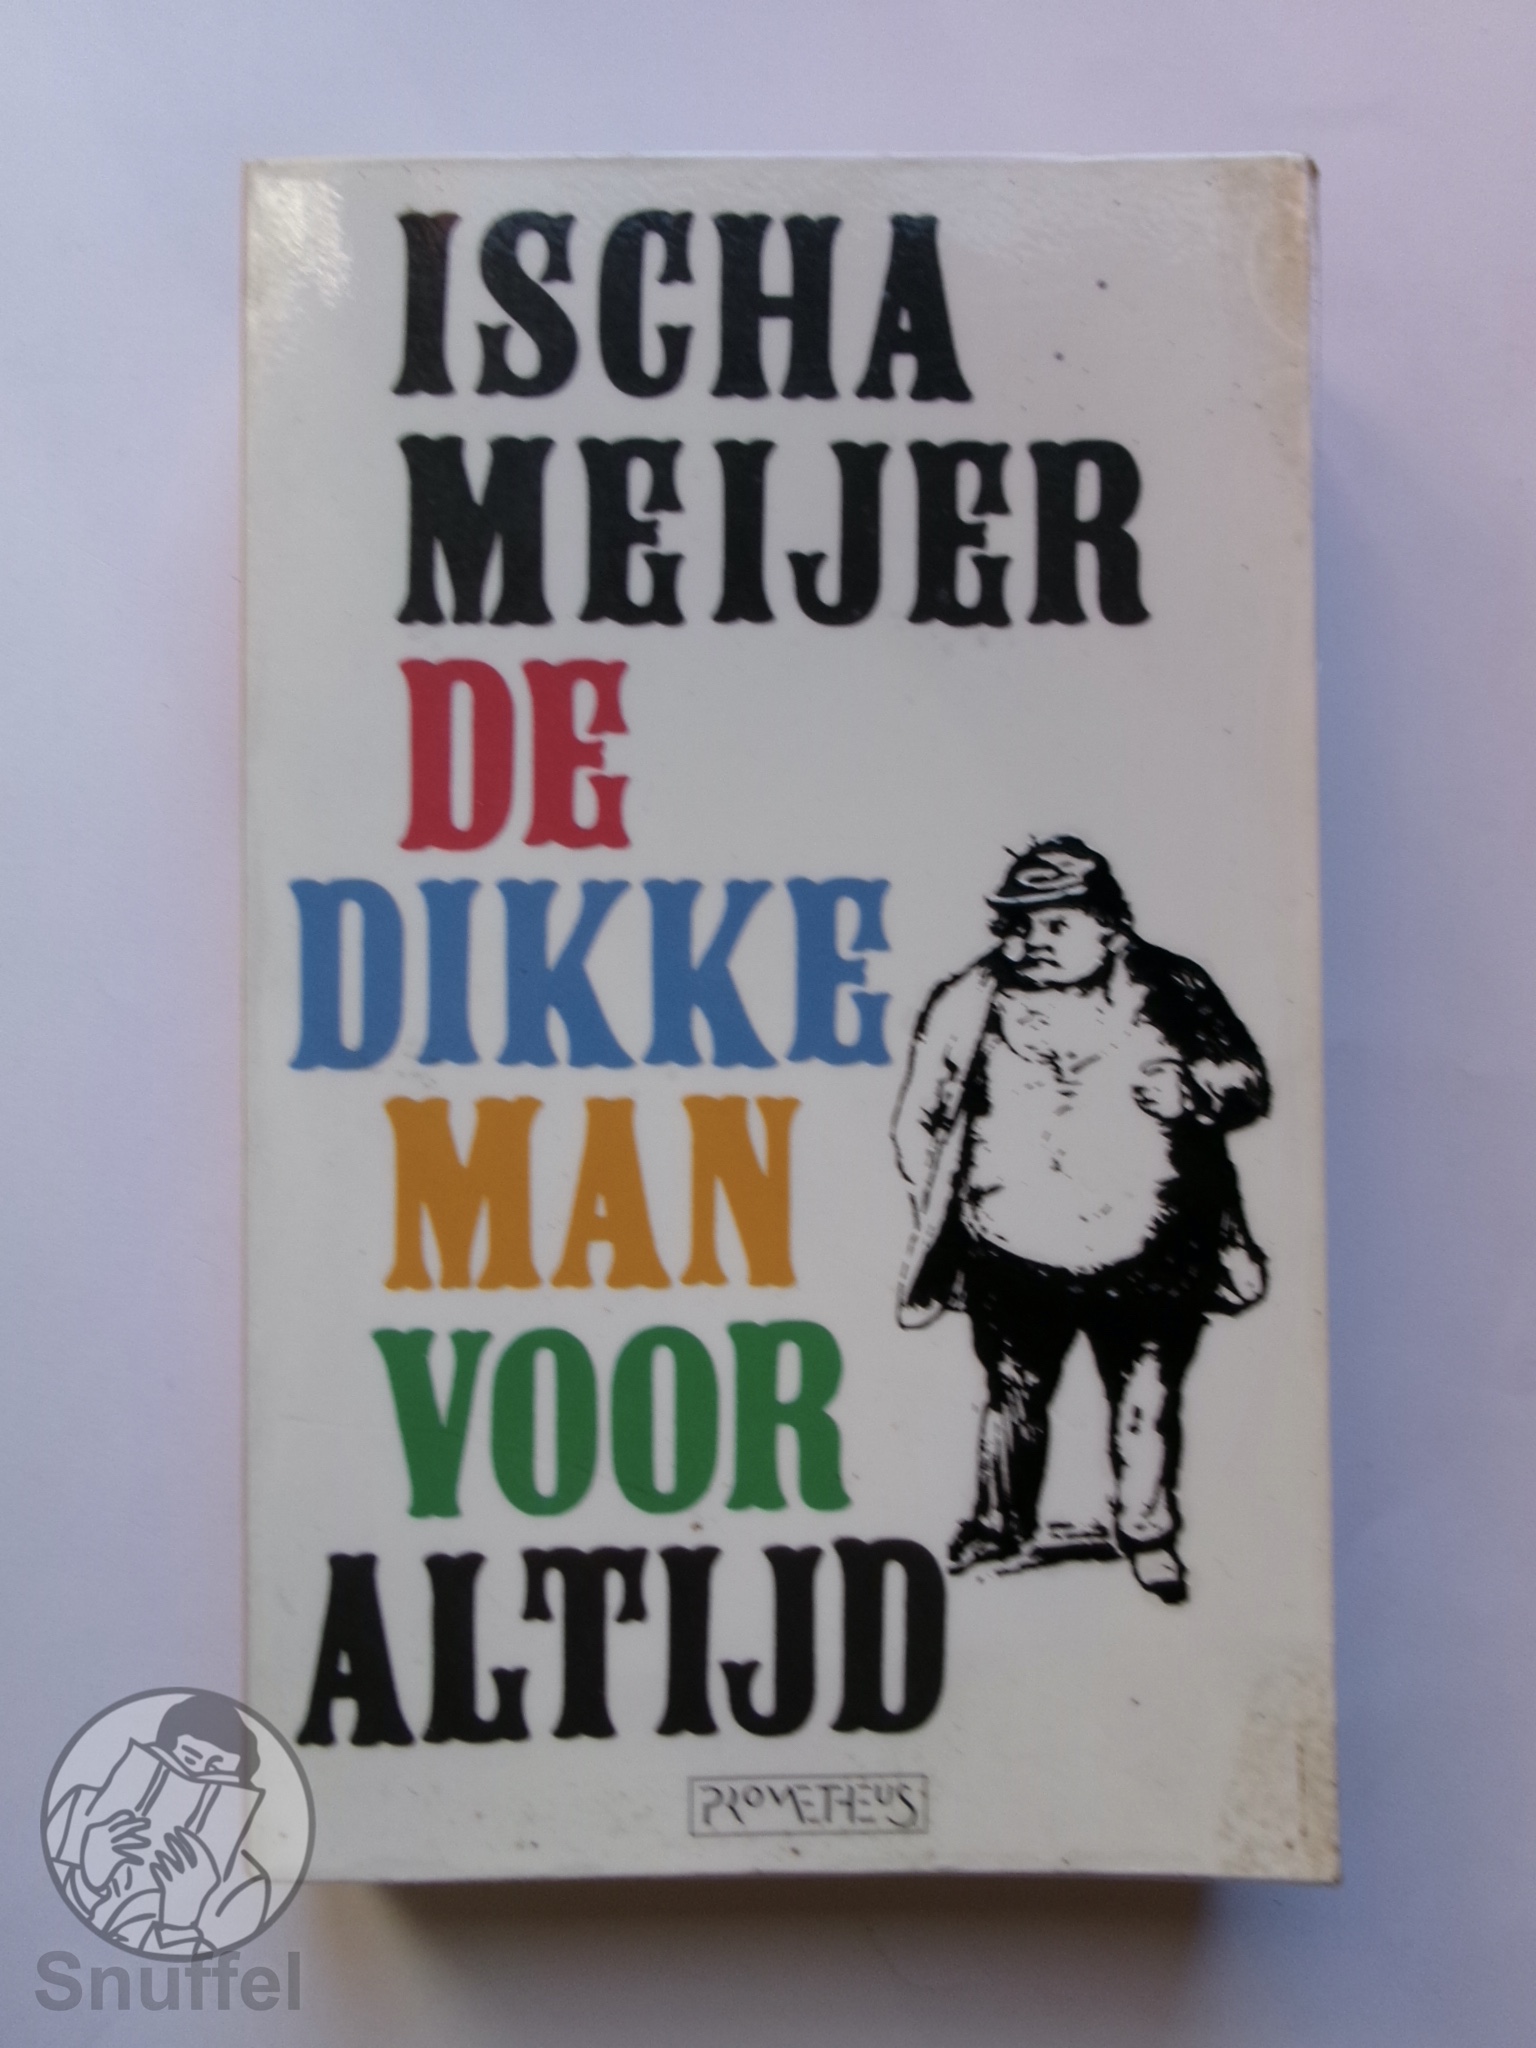 ISCHA
MEIJER
DE
DIKKE
MAN
VOOR
ALTIJD
PROMETHEUS
Snuffel